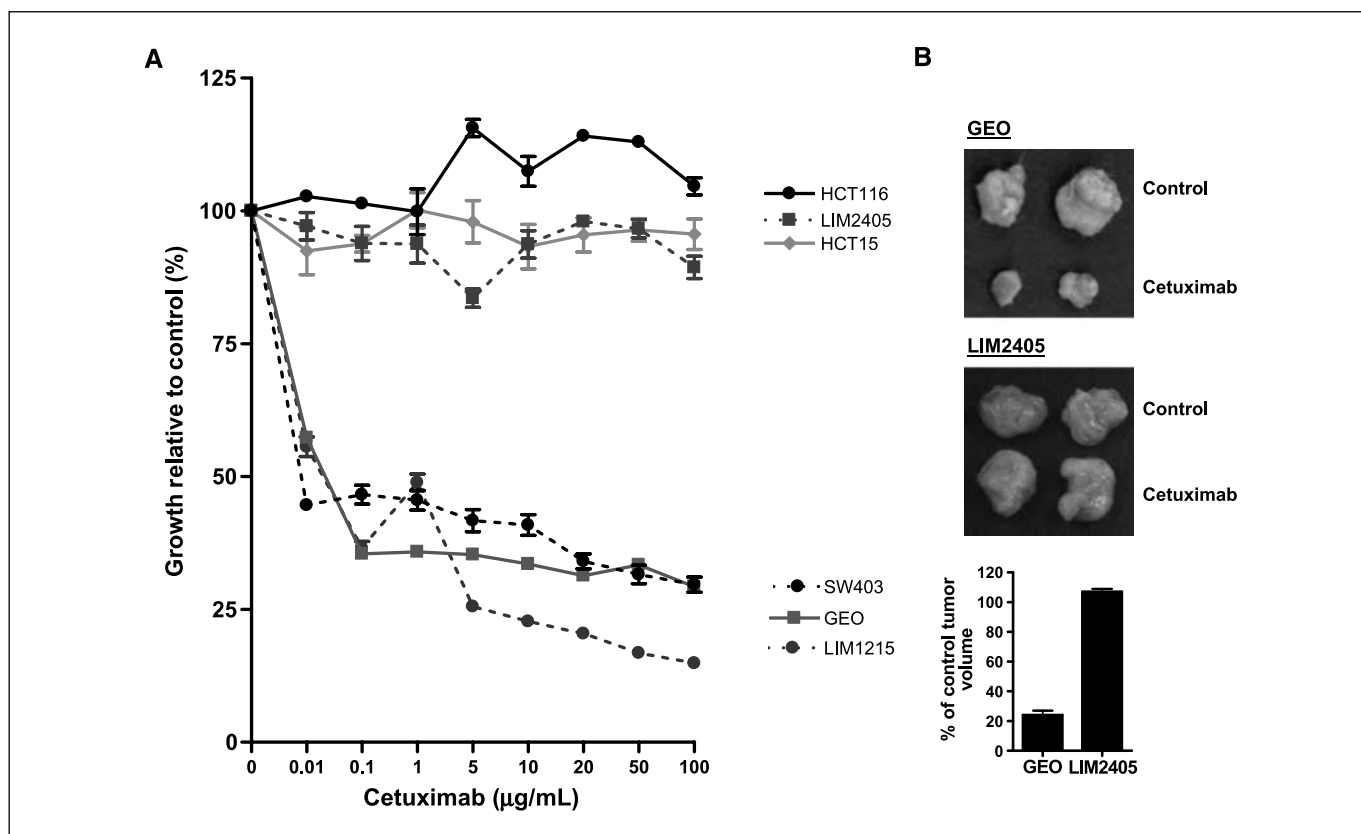 A
125
100
75
50
25
0
Growth relative to control (%)
0 0.01 0.1 1 5 10 20 50 100
Cetuximab (μg/mL)
HCT116
LIM2405
HCT15
SW403
GEO
LIM1215
B
GEO
Control
Cetuximab
LIM2405
Control
Cetuximab
% of control tumor
volume
120
100
80
60
40
20
0
GEO LIM2405